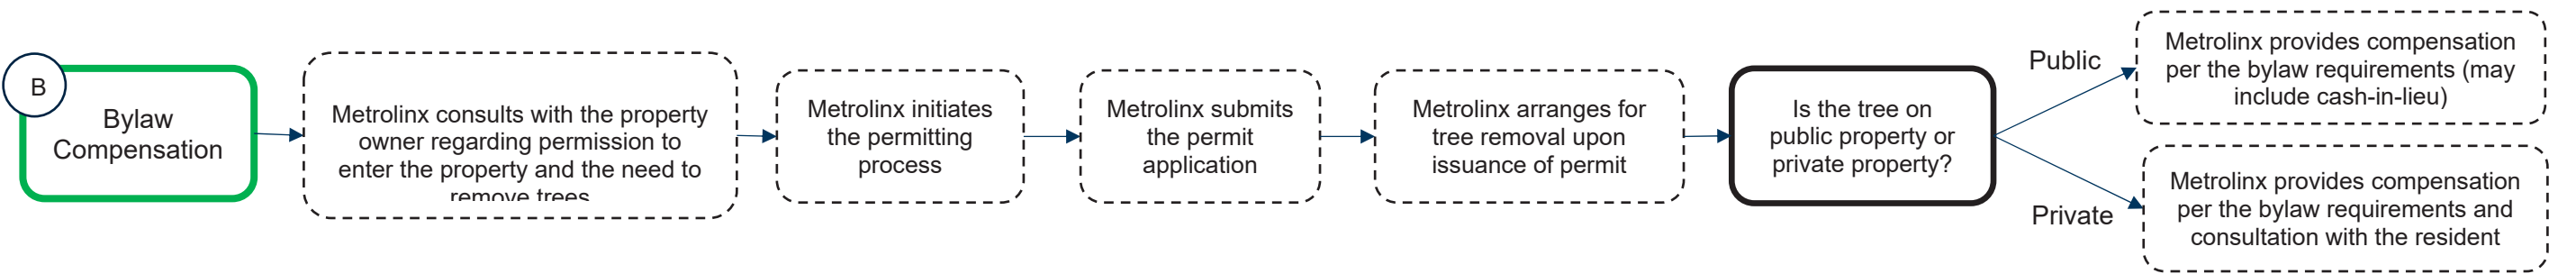 B
Bylaw
Compensation
Metrolinx consults with the property
owner regarding permission to
enter the property and the need to
remove trees
Metrolinx initiates
the permitting
process
Metrolinx submits
the permit
application
Metrolinx arranges for
tree removal upon
issuance of permit
Is the tree on
public property or
private property?
Public
Metrolinx provides compensation
per the bylaw requirements (may
include cash-in-lieu)
Private
Metrolinx provides compensation
per the bylaw requirements and
consultation with the resident